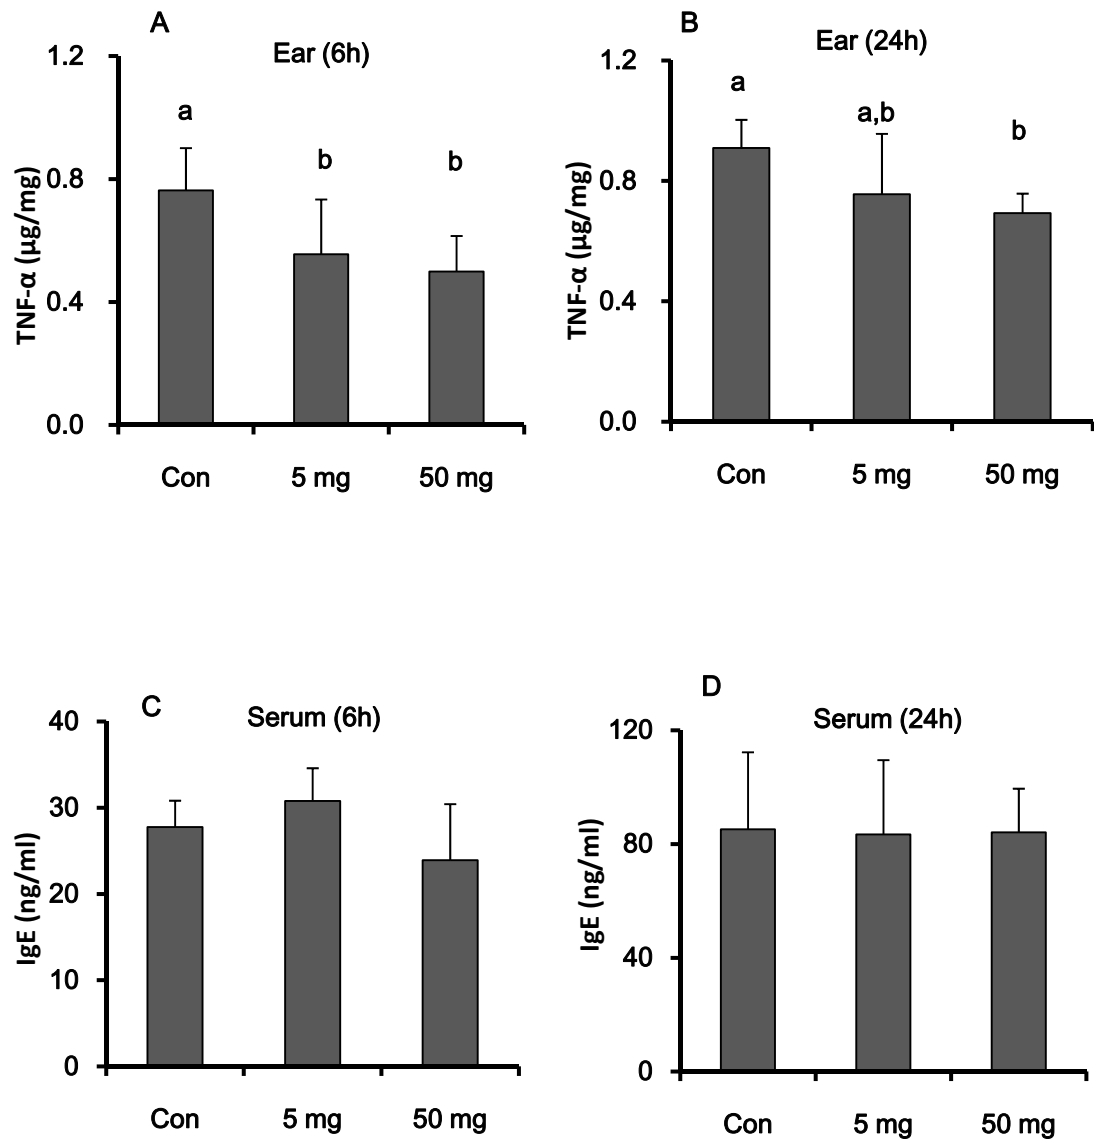 A
Ear (6h)
TNF-α (μg/mg)
1.2
0.8
0.4
0.0
a
b
b
Con
5 mg
50 mg
B
Ear (24h)
TNF-α (μg/mg)
1.2
0.8
0.4
0.0
a
a,b
b
Con
5 mg
50 mg
C
Serum (6h)
IgE (ng/ml)
40
30
20
10
0
Con
5 mg
50 mg
D
Serum (24h)
IgE (ng/ml)
120
80
40
0
Con
5 mg
50 mg